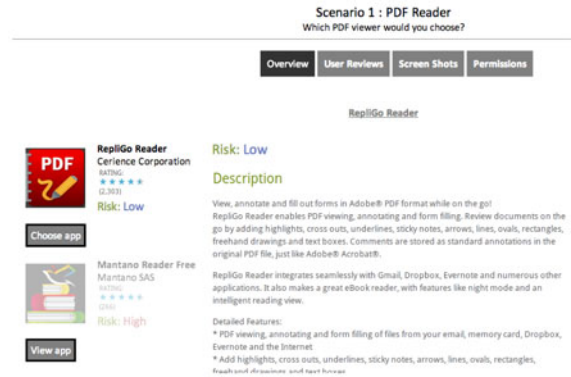 Scenario 1 : PDF Reader
Which PDF viewer would you choose?
Overview
User Reviews
Screen Shots
Permissions
RepliGo Reader
PDF
RepliGo Reader
Cerience Corporation
RATING:
(2,303)
Risk: Low
Choose app
Mantano Reader Free
Mantano SAS
RATING:
Risk: High
View app
Risk: Low
Description
View, annotate and fill out forms in Adobe® PDF format while on the go!
RepliGo Reader enables PDF viewing, annotating and form filling. Review documents on the
go by adding highlights, cross outs, underlines, sticky notes, arrows, lines, ovals, rectangles,
freehand drawings and text boxes. Comments are stored as standard annotations in the
original PDF file, just like Adobe® Acrobat®.
RepliGo Reader integrates seamlessly with Gmail, Dropbox, Evernote and numerous other
applications. It also makes a great eBook reader, with features like night mode and an
intelligent reading view.
Detailed Features:
* PDF viewing, annotating and form filling of files from your email, memory card, Dropbox,
Evernote and the Internet
* Add highlights, cross outs, underlines, sticky notes, arrows, lines, ovals, rectangles,
freehand drawings and text boxes